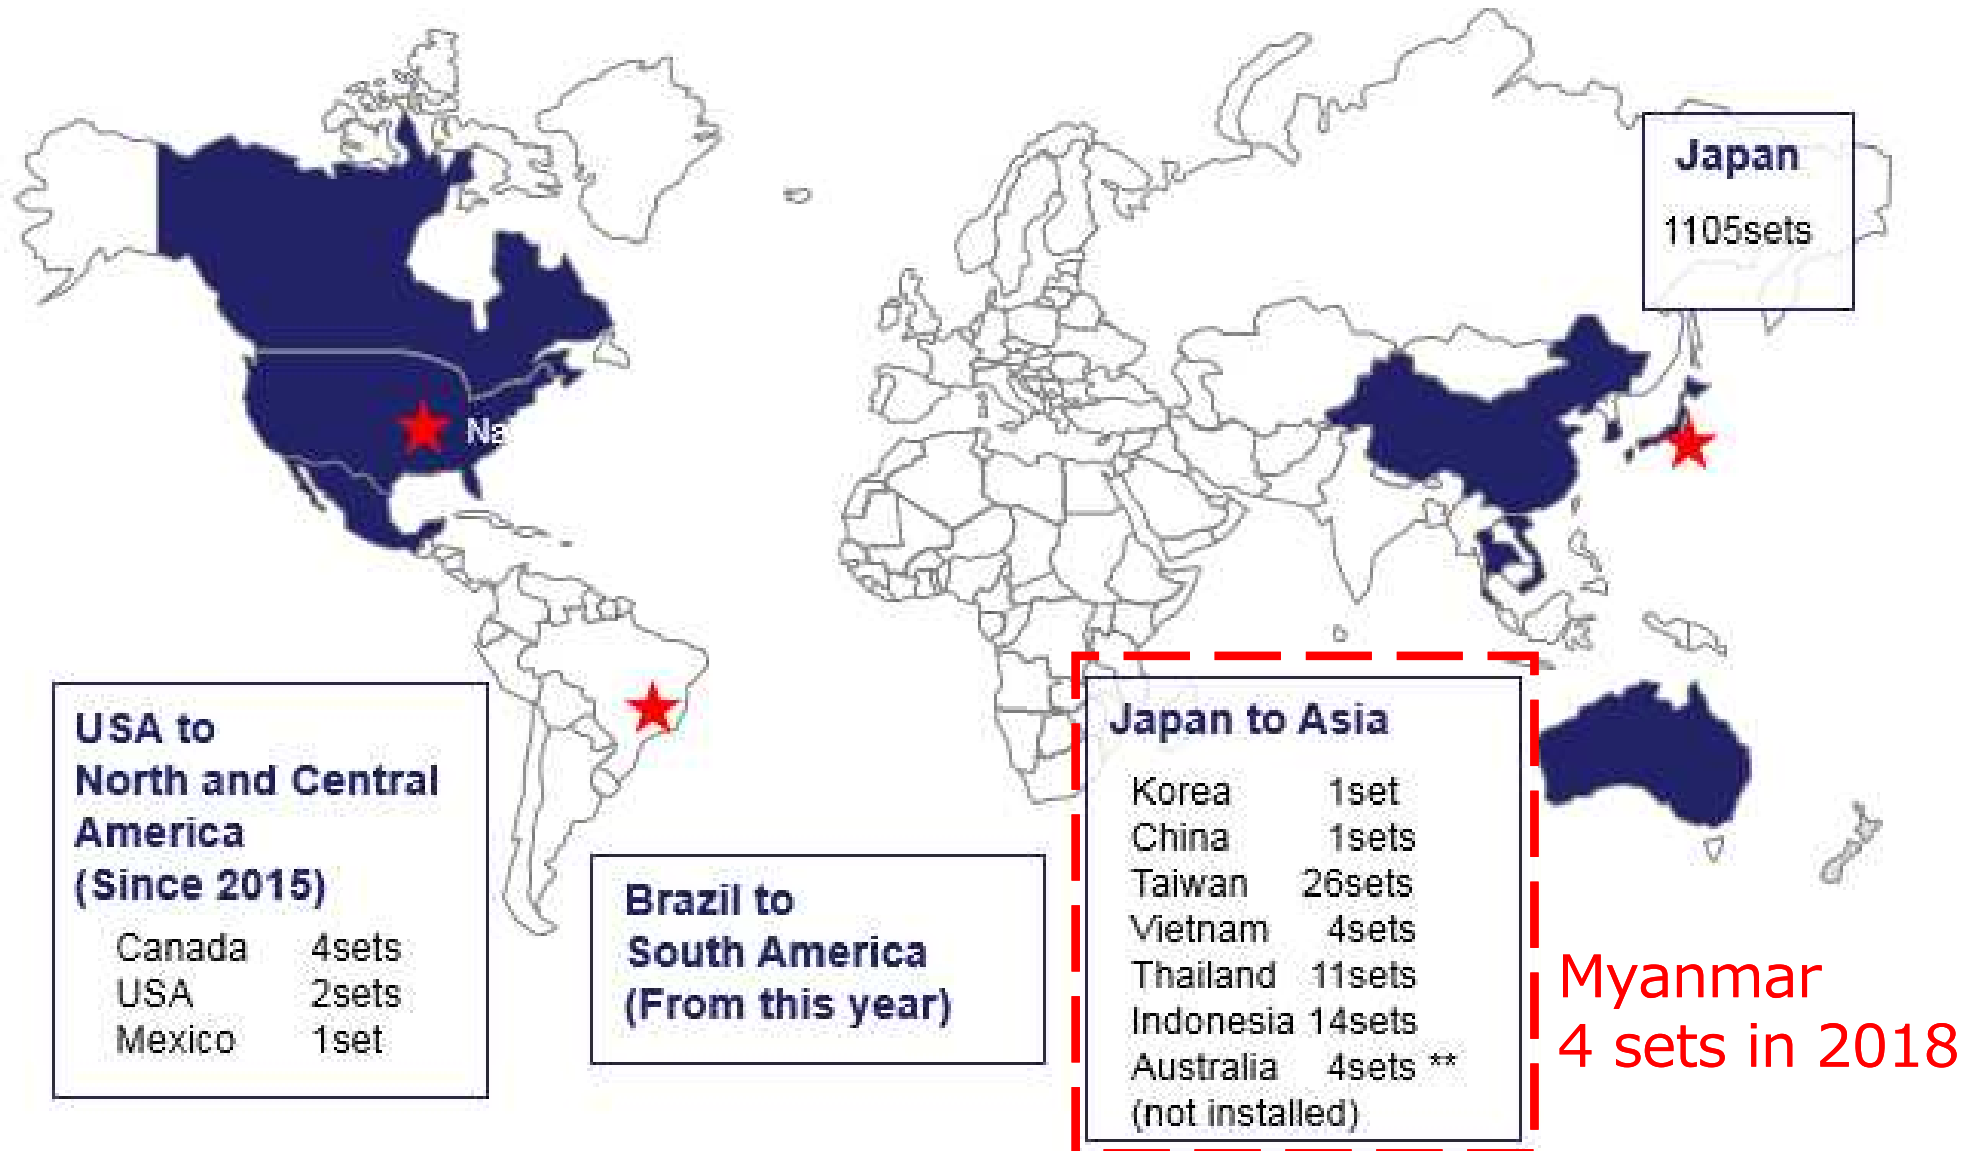 Japan
1105sets
Na
USA to
North and Central
America
(Since 2015)
Canada 4sets
USA 2sets
Mexico 1set
Brazil to
South America
(From this year)
Japan to Asia
Korea 1set
China 1sets
Taiwan 26sets
Vietnam 4sets
Thailand 11sets
Indonesia 14sets
Australia 4sets **
(not installed)
Myanmar
4 sets in 2018